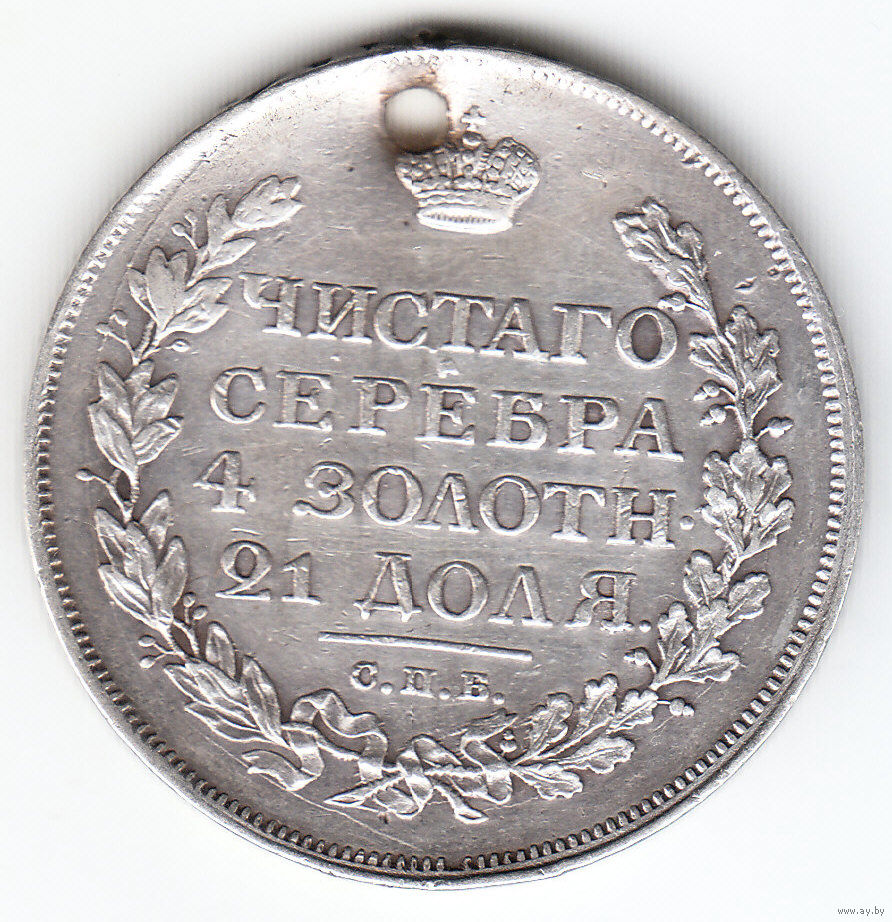 ЧИСТАГО
СЕРЕБРА
4 ЗОЛОТН.
21 ДОЛЯ.
С.П.Б.
www.ay.by